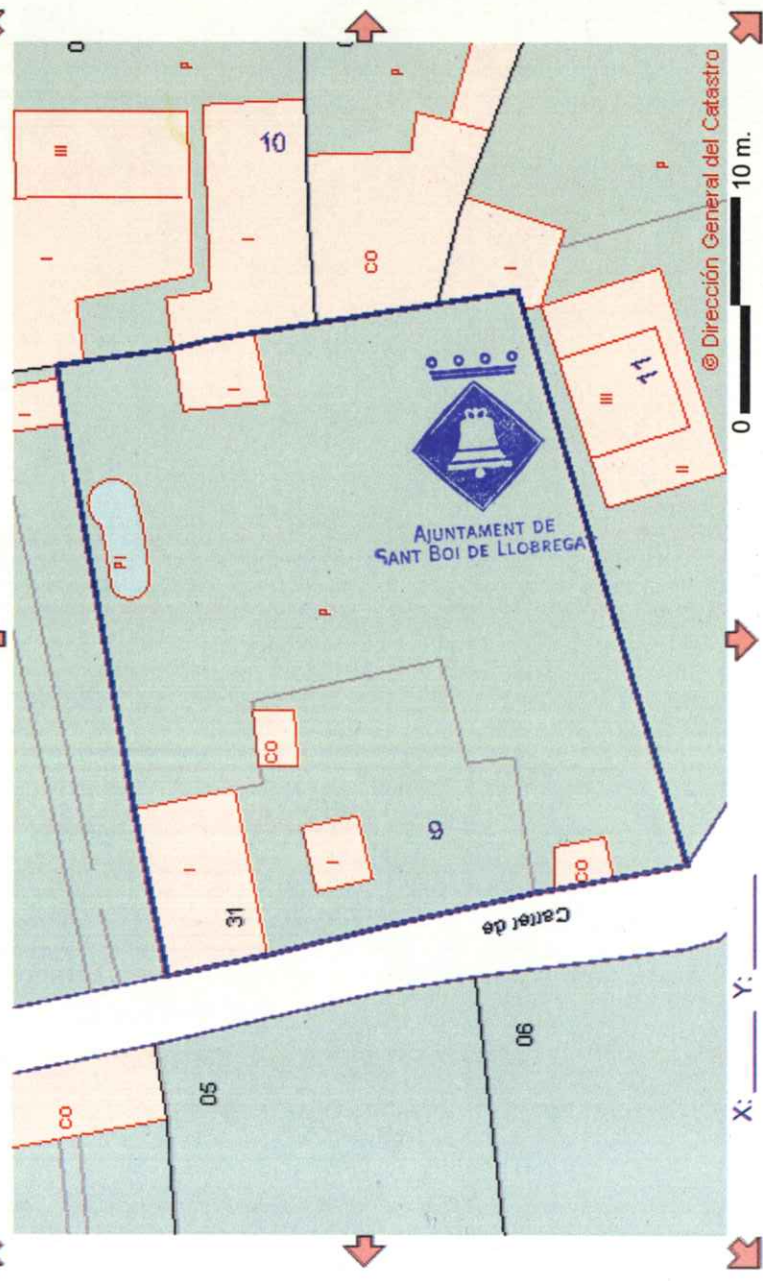 P
III
10
I
I
P
CO
P
I
© Dirección General del Catastro
0
10 m.
I
I
III
11
II
PI
AJUNTAMENT DE
SANT BOI DE LLOBREGAT
P
CO
I
I
31
9
CO
Carrer de
CO
05
06
X: Y: